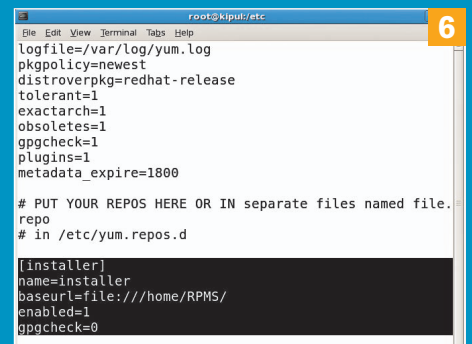 root@kipui:/etc
6
File Edit View Terminal Tabs Help
logfile=/var/log/yum.log
pkgpolicy=newest
distroverpkg=redhat-release
tolerant=1
exactarch=1
obsoletes=1
gpgcheck=1
plugins=1
metadata_expire=1800
# PUT YOUR REPOS HERE OR IN separate files named file.
repo
# in /etc/yum.repos.d
[installer]
name=installer
baseurl=file:///home/RPMS/
enabled=1
gpgcheck=0